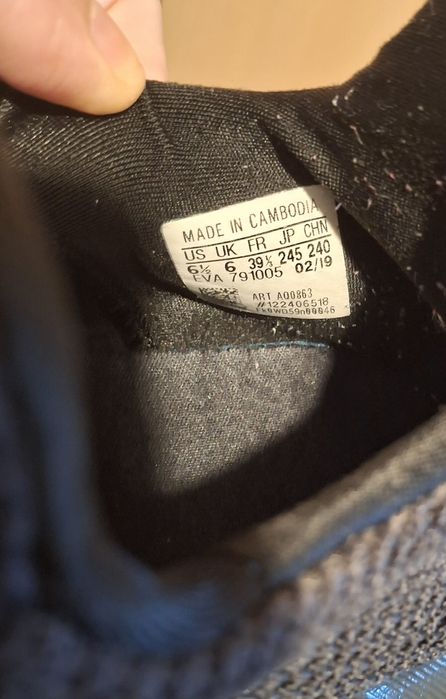 MADE IN CAMBODIA
US UK FR JP CHN
6½ 6 39⅓ 245 240
EVA 791005 02/19
ART AQ0863
#122406518